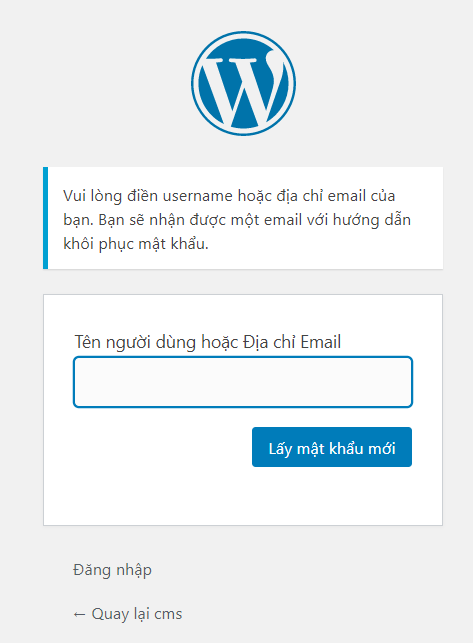 Vui lòng điền username hoặc địa chỉ email của
bạn. Bạn sẽ nhận được một email với hướng dẫn
khôi phục mật khẩu.
Tên người dùng hoặc Địa chỉ Email
Lấy mật khẩu mới
Đăng nhập
← Quay lại cms